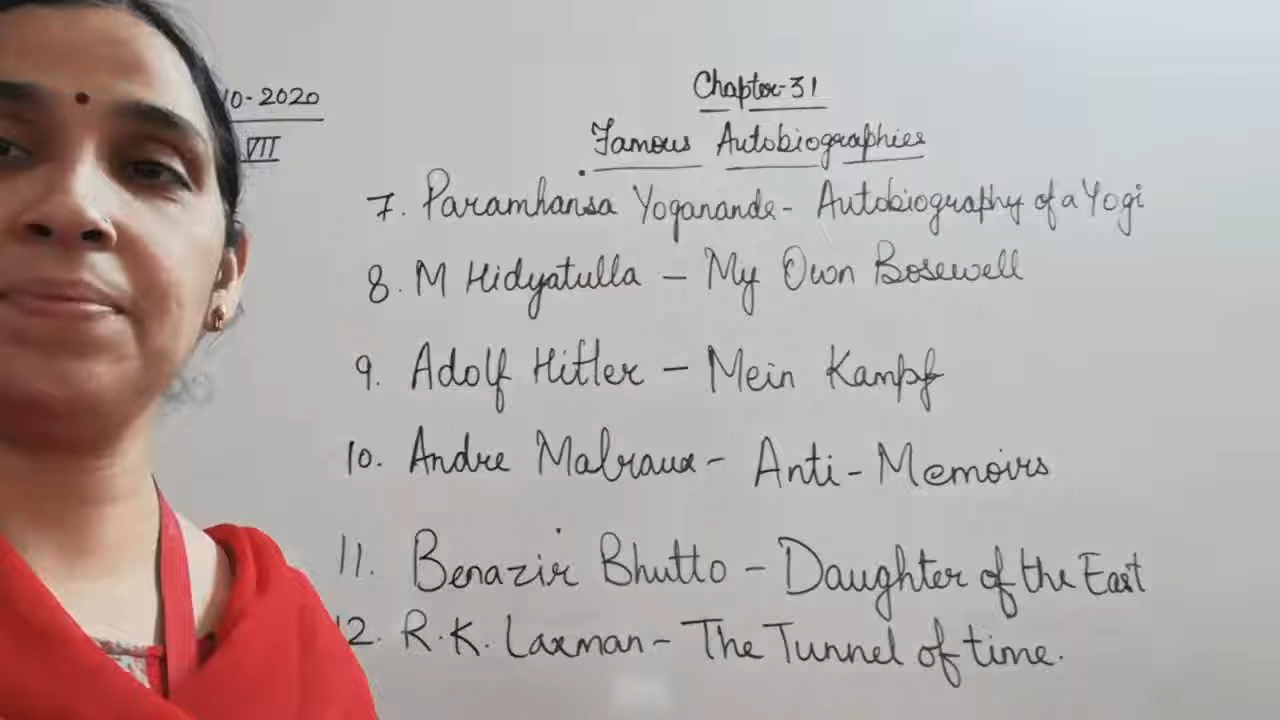 10-2020
VII
Chapter-31
Famous Autobiographies
7. Paramhansa Yogananda- Autobiography of a Yogi
8. M Hidyatulla - My Own Bosewell
9. Adolf Hitler - Mein Kampf
10. Andre Malraux - Anti-Memoirs
11. Benazir Bhutto - Daughter of the East
12. R.K. Laxman - The Tunnel of time.